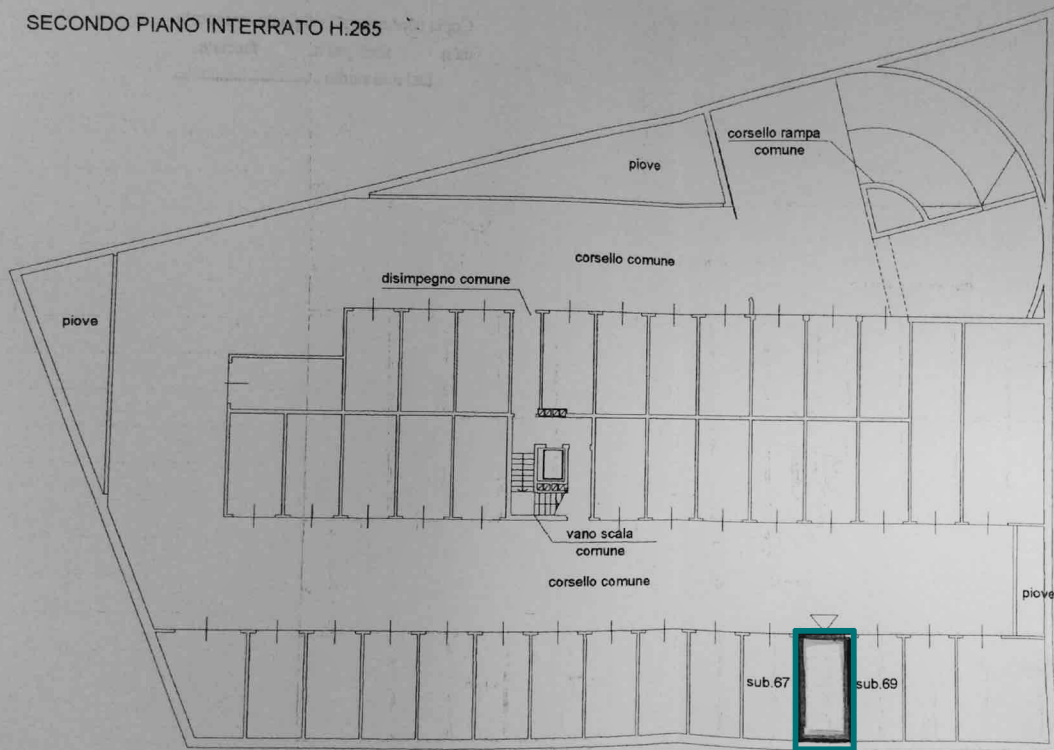 SECONDO PIANO INTERRATO H.265
corsello rampa
comune
piove
corsello comune
disimpegno comune
piove
vano scala
comune
corsello comune
piove
sub.67
sub.69